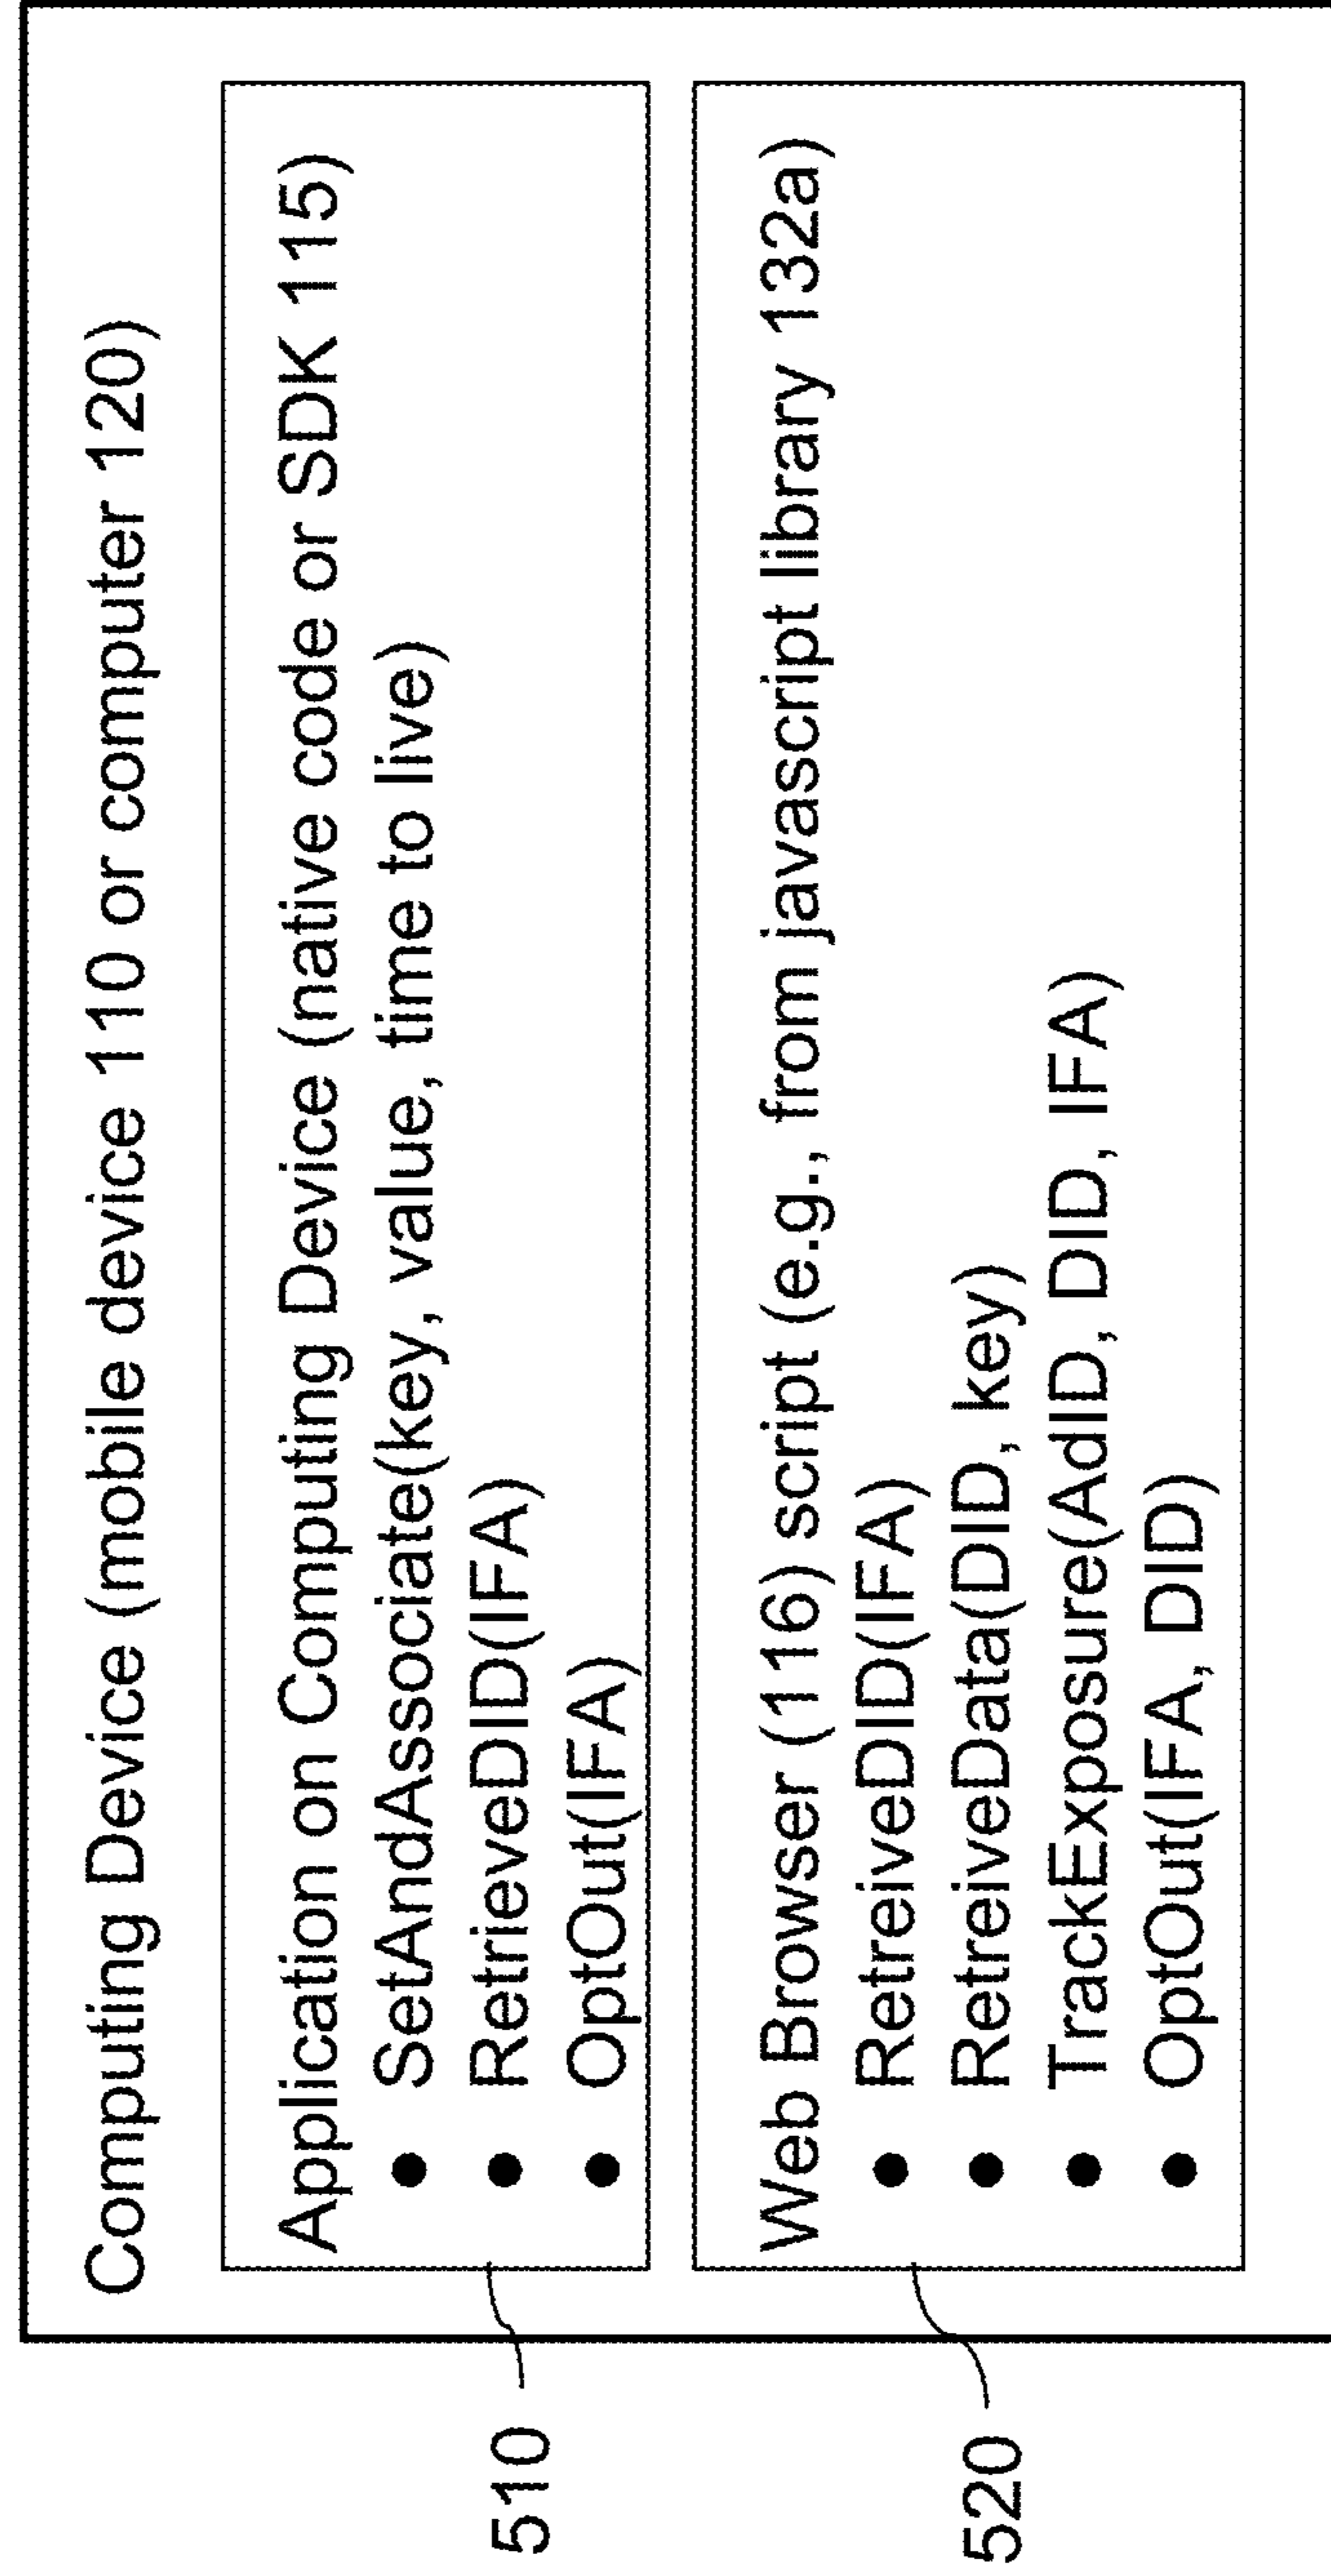 Computing Device (mobile device 110 or computer 120)
Application on Computing Device (native code or SDK 115)
• SetAndAssociate(key, value, time to live)
• RetrieveDID(IFA)
• OptOut(IFA)
510
Web Browser (116) script (e.g., from javascript library 132a)
• RetreiveDID(IFA)
• RetreiveData(DID, key)
• TrackExposure(AdID, DID, IFA)
• OptOut(IFA, DID)
520